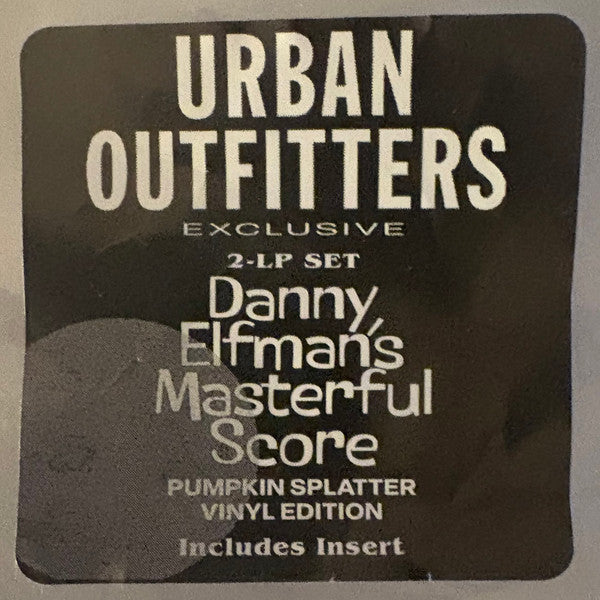 URBAN
OUTFITTERS
EXCLUSIVE
2-LP SET
Danny
Elfman's
Masterful
Score
PUMPKIN SPLATTER
VINYL EDITION
Includes Insert